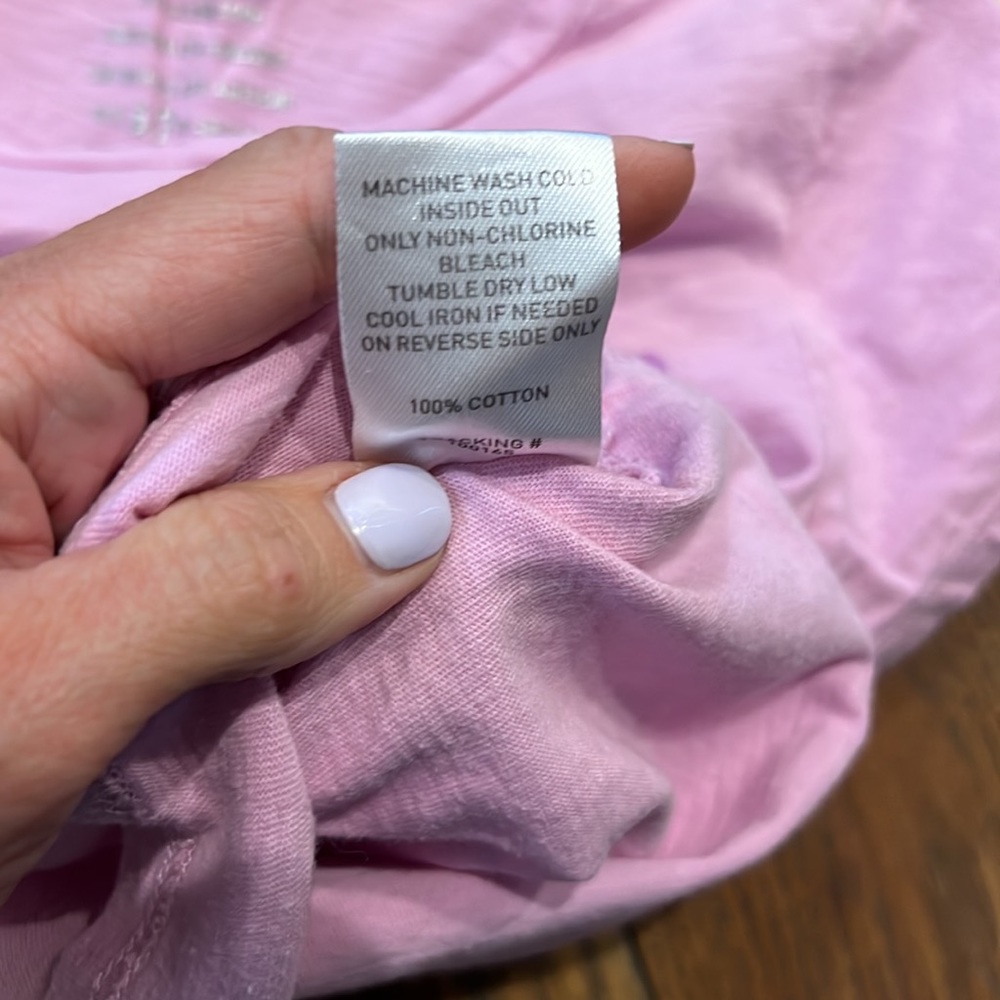 MACHINE WASH COLD
INSIDE OUT
ONLY NON-CHLORINE
BLEACH
TUMBLE DRY LOW
COOL IRON IF NEEDED
ON REVERSE SIDE ONLY
100% COTTON
#